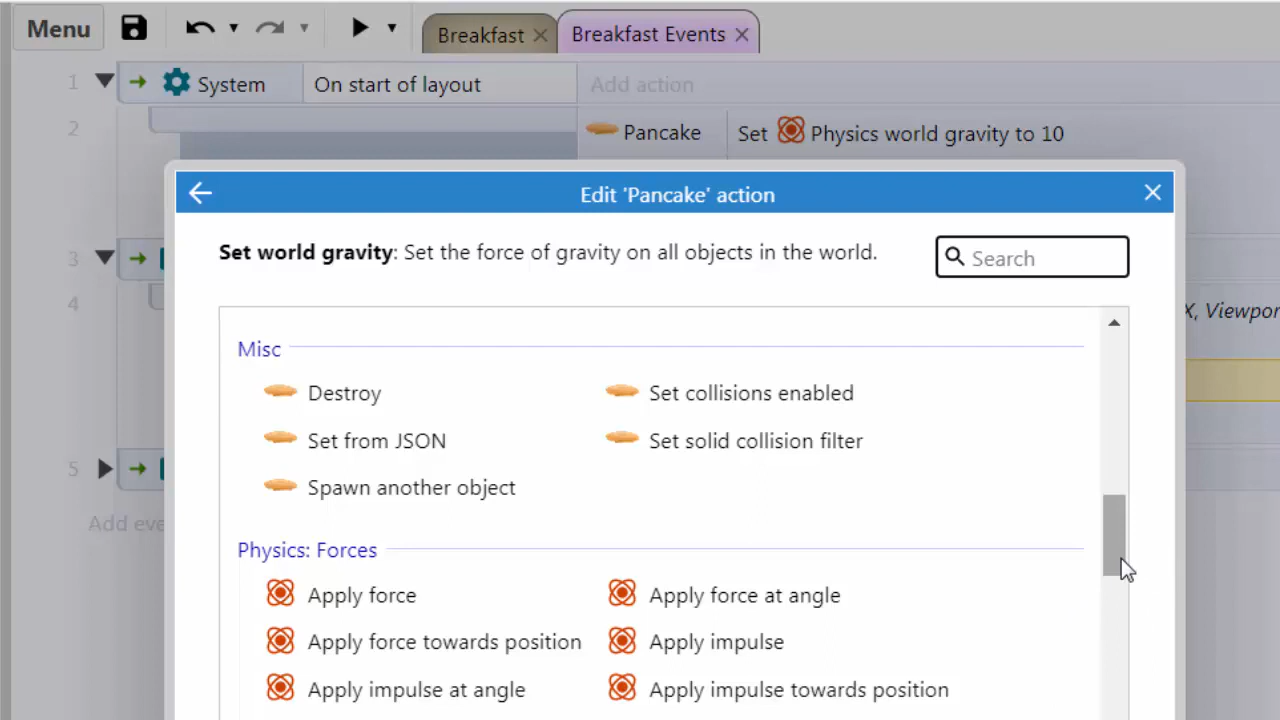 Menu
Breakfast
Breakfast Events
1
System
On start of layout
Add action
2
Pancake
Set Physics world gravity to 10
Edit 'Pancake' action
Set world gravity: Set the force of gravity on all objects in the world.
Search
3
4
X, Viewpor
Misc
Destroy
Set collisions enabled
Set from JSON
Set solid collision filter
5
Spawn another object
Add eve
Physics: Forces
Apply force
Apply force at angle
Apply force towards position
Apply impulse
Apply impulse at angle
Apply impulse towards position